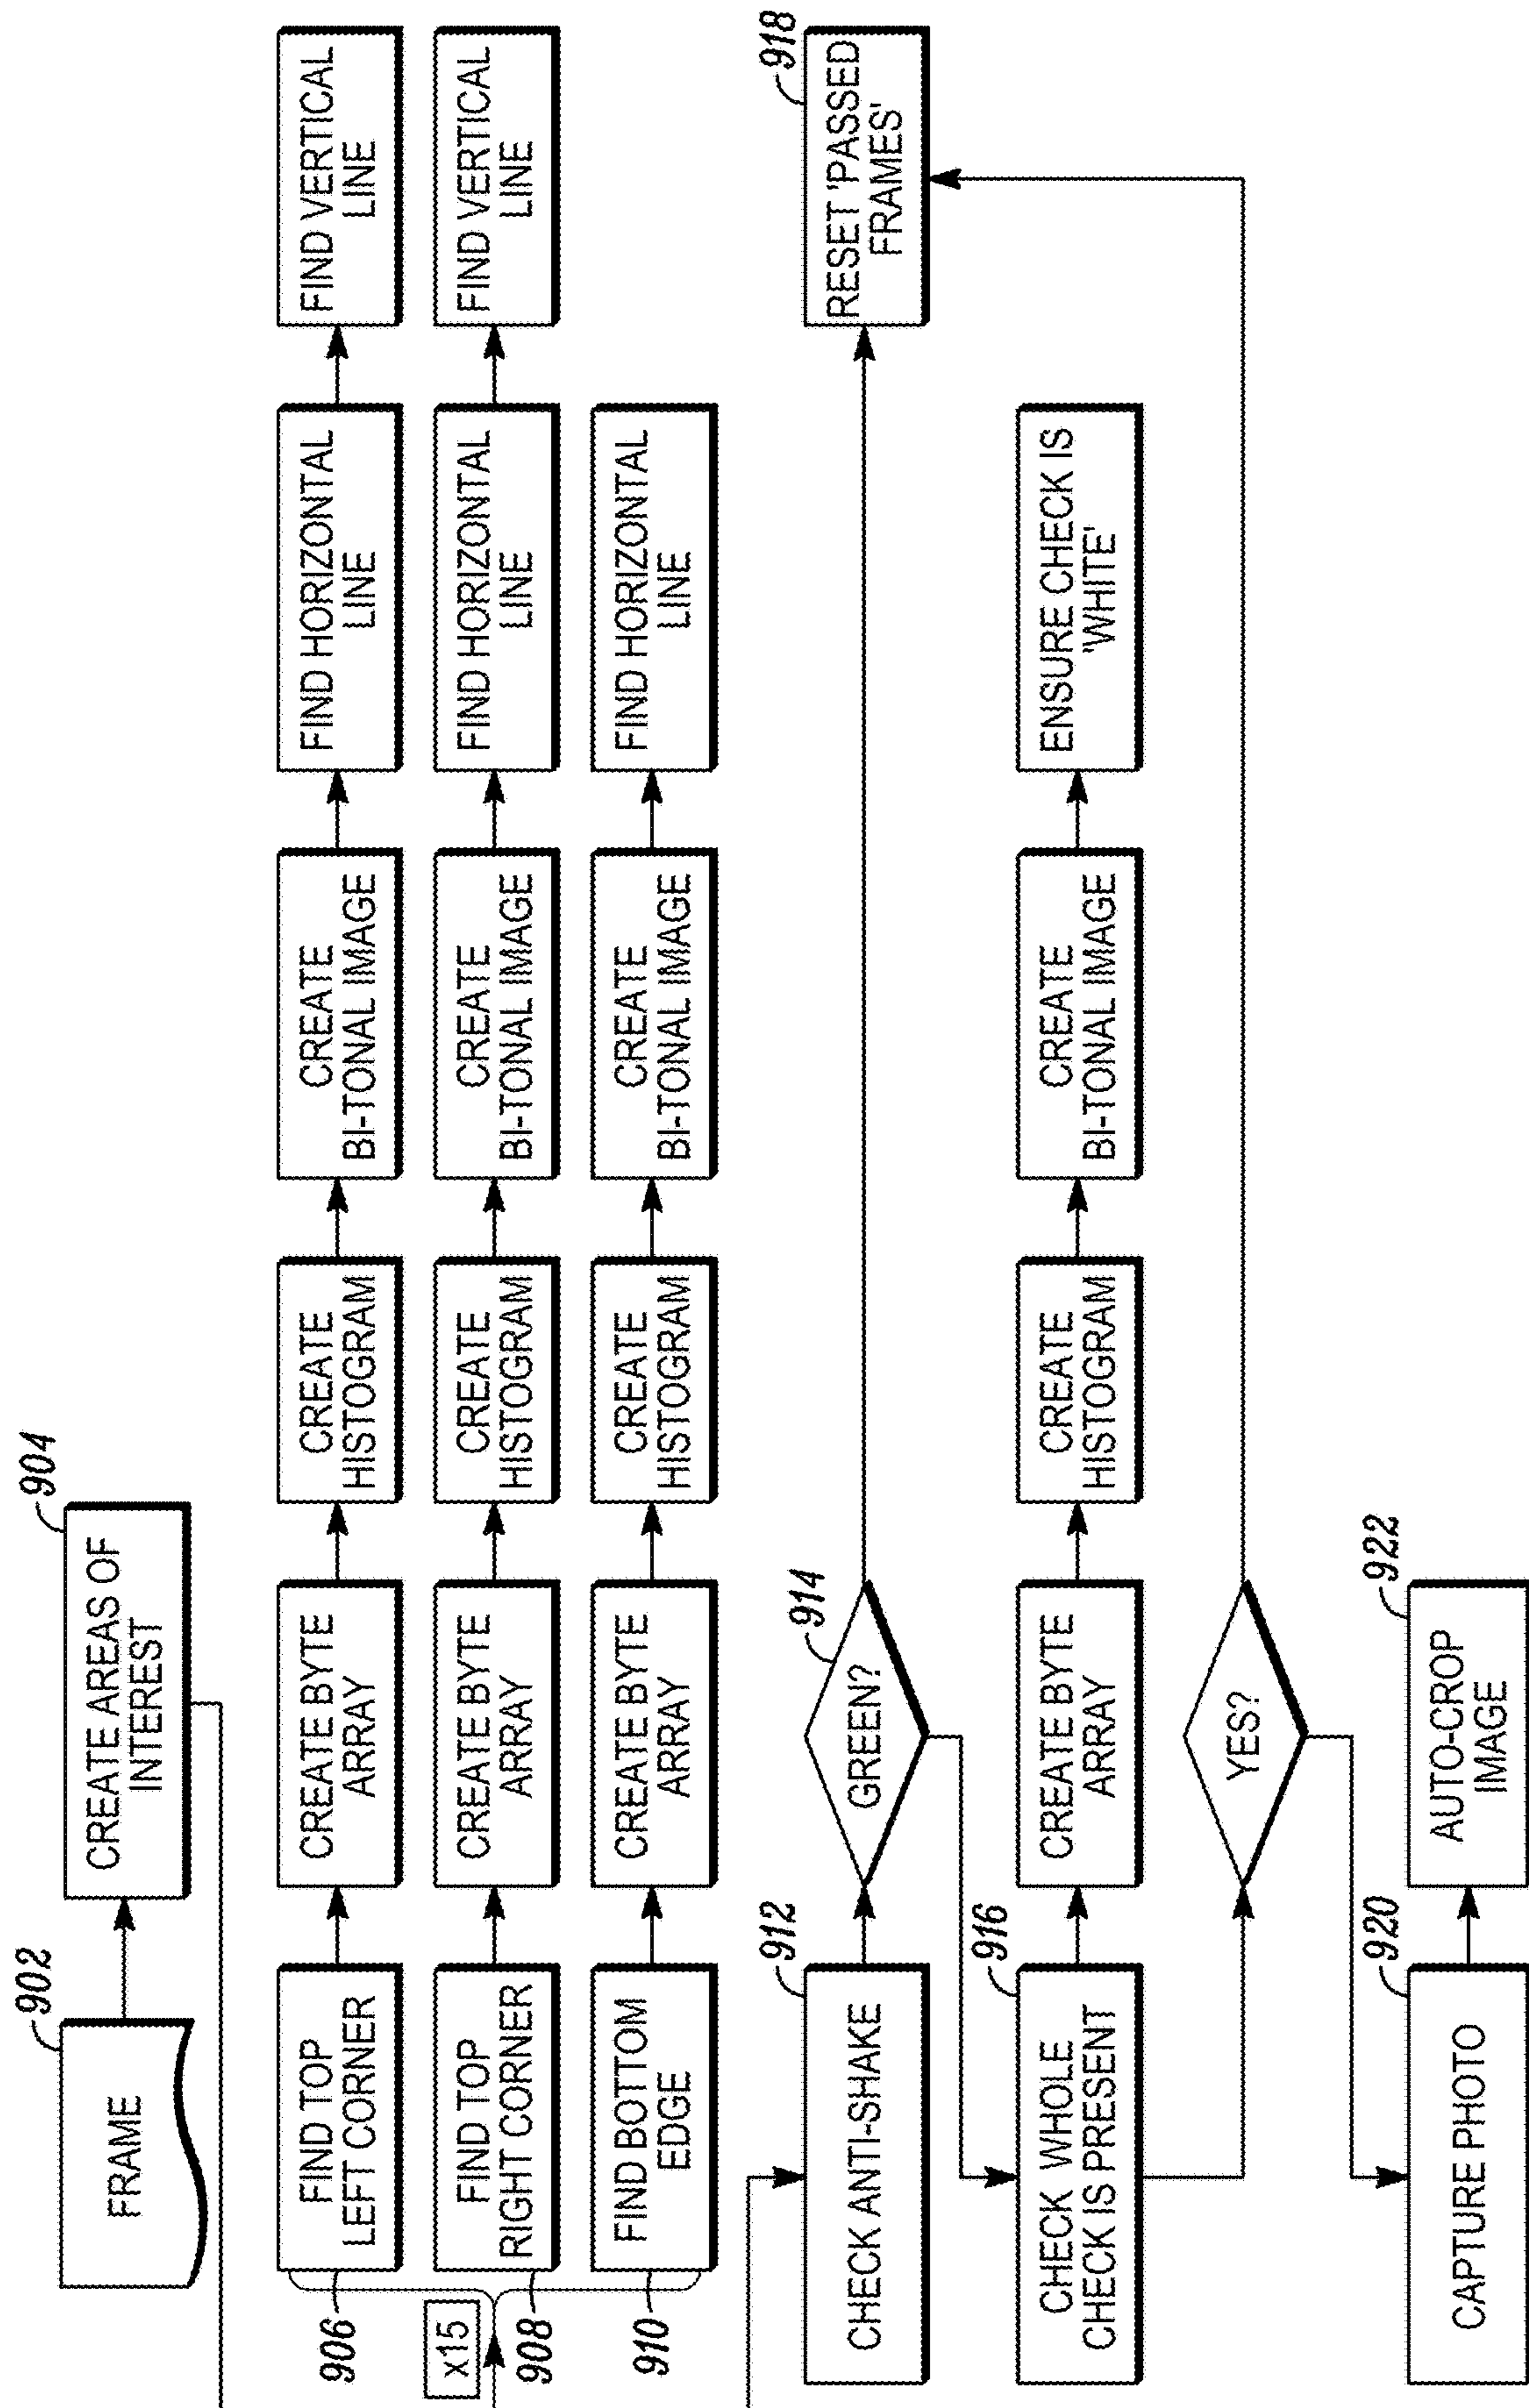 902
FRAME
904
CREATE AREAS OF
INTEREST
x15
906
FIND TOP
LEFT CORNER
CREATE BYTE
ARRAY
CREATE
HISTOGRAM
CREATE
BI-TONAL IMAGE
FIND HORIZONTAL
LINE
FIND VERTICAL
LINE
908
FIND TOP
RIGHT CORNER
CREATE BYTE
ARRAY
CREATE
HISTOGRAM
CREATE
BI-TONAL IMAGE
FIND HORIZONTAL
LINE
FIND VERTICAL
LINE
910
FIND BOTTOM
EDGE
CREATE BYTE
ARRAY
CREATE
HISTOGRAM
CREATE
BI-TONAL IMAGE
FIND HORIZONTAL
LINE
912
CHECK ANTI-SHAKE
914
GREEN?
918
RESET 'PASSED
FRAMES'
916
CHECK WHOLE
CHECK IS PRESENT
CREATE BYTE
ARRAY
CREATE
HISTOGRAM
CREATE
BI-TONAL IMAGE
ENSURE CHECK IS
'WHITE'
YES?
920
CAPTURE PHOTO
922
AUTO-CROP
IMAGE